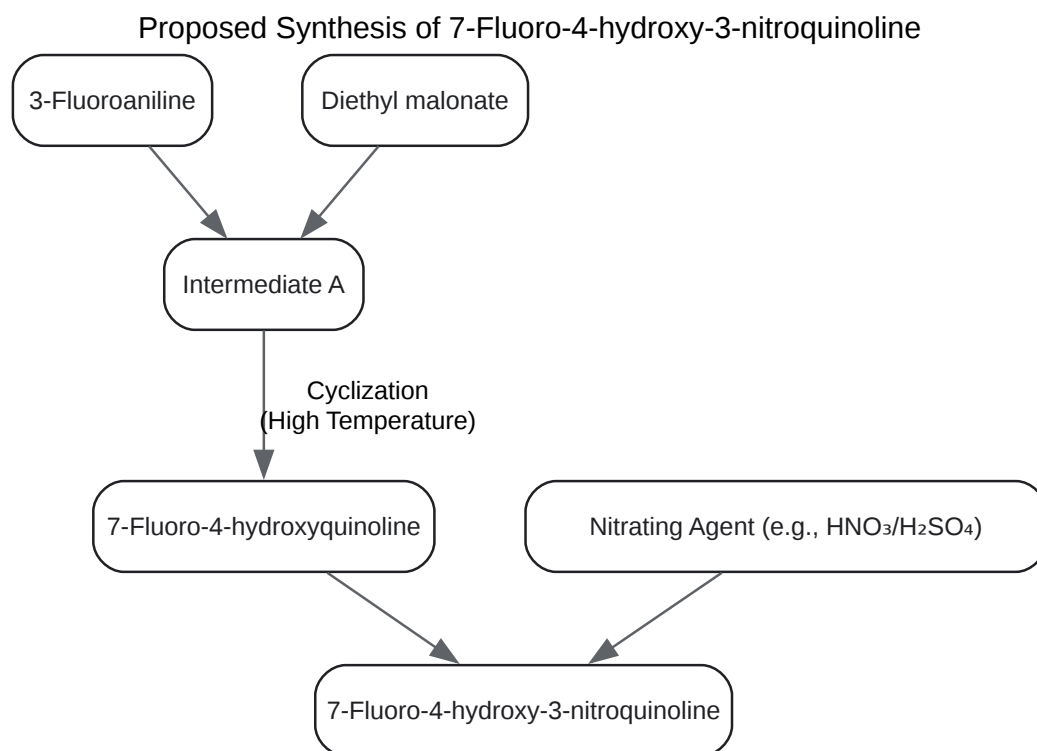 Proposed Synthesis of 7-Fluoro-4-hydroxy-3-nitroquinoline
3-Fluoroaniline
Diethyl malonate
Intermediate A
Cyclization
(High Temperature)
7-Fluoro-4-hydroxyquinoline
Nitrating Agent (e.g., HNO₃/H₂SO₄)
7-Fluoro-4-hydroxy-3-nitroquinoline